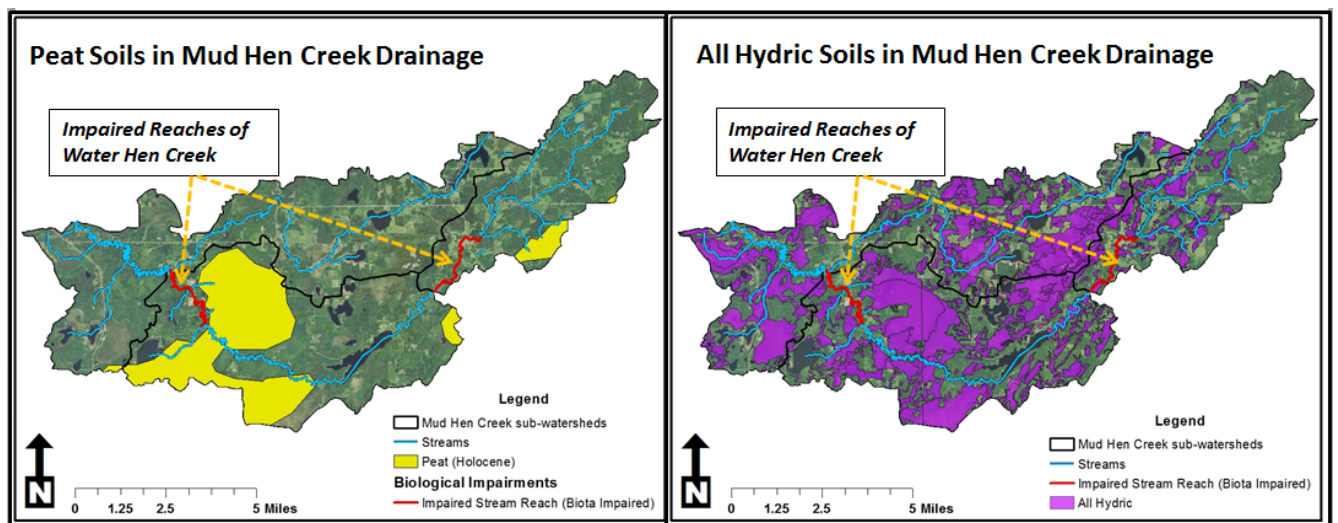 Peat Soils in Mud Hen Creek Drainage
Impaired Reaches of
Water Hen Creek
Legend
Mud Hen Creek sub-watersheds
Streams
Peat (Holocene)
Biological Impairments
Impaired Stream Reach (Biota Impaired)
N
0 1.25 2.5 5 Miles
All Hydric Soils in Mud Hen Creek Drainage
Impaired Reaches of
Water Hen Creek
Legend
Mud Hen Creek sub-watersheds
Streams
Impaired Stream Reach (Biota Impaired)
All Hydric
N
0 1.25 2.5 5 Miles